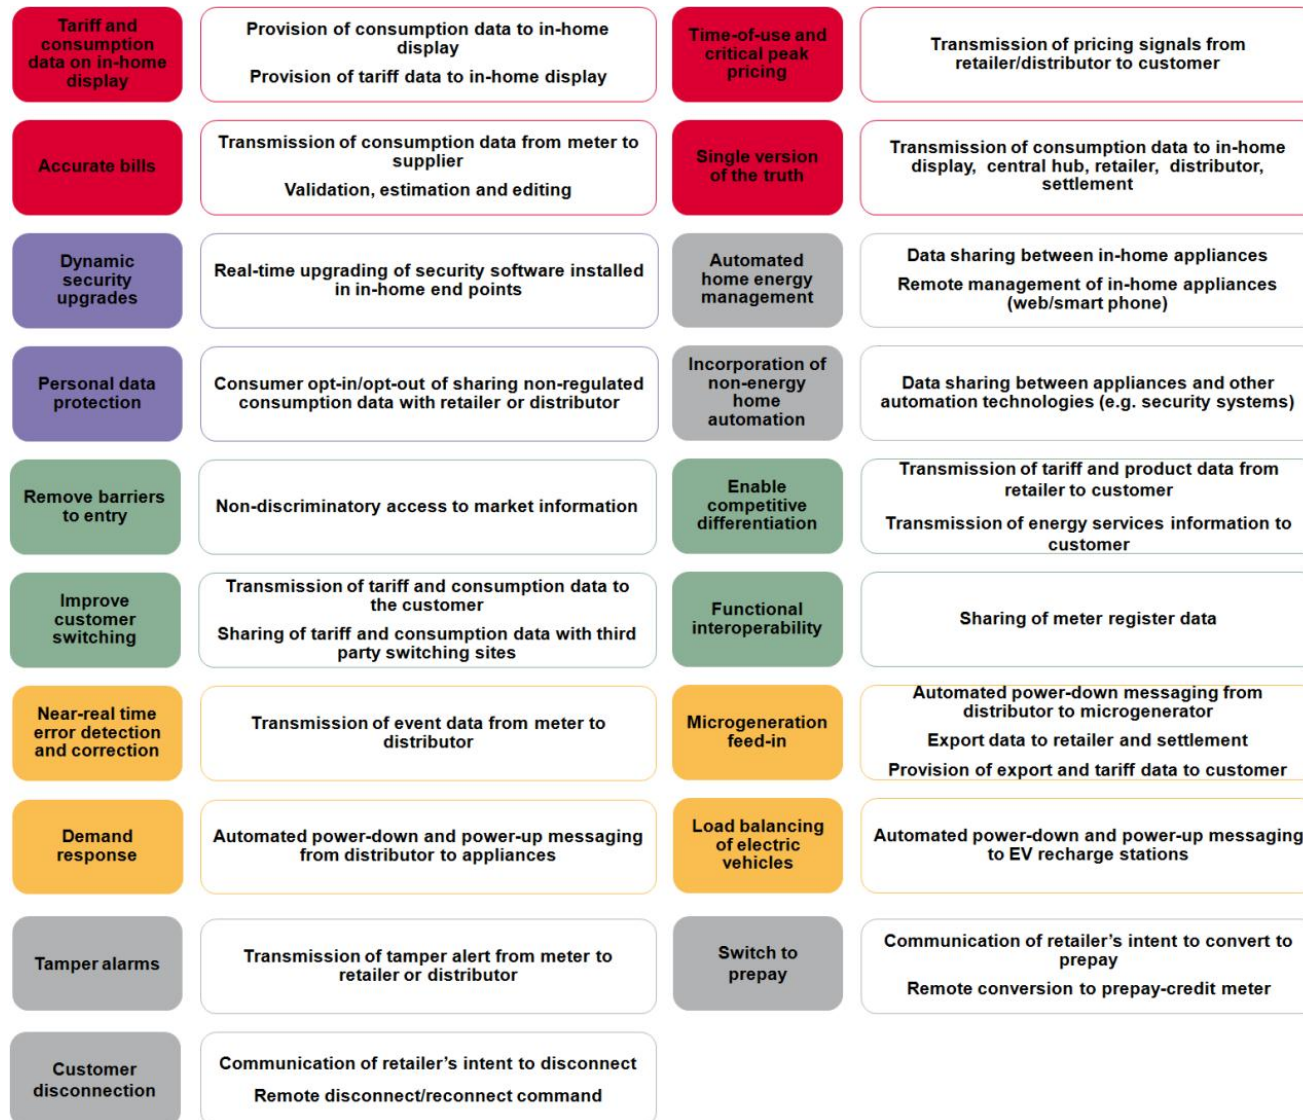 Tariff and
consumption
data on in-home
display
Provision of consumption data to in-home
display
Provision of tariff data to in-home display
Time-of-use and
critical peak
pricing
Transmission of pricing signals from
retailer/distributor to customer
Accurate bills
Transmission of consumption data from meter to
supplier
Validation, estimation and editing
Single version
of the truth
Transmission of consumption data to in-home
display, central hub, retailer, distributor,
settlement
Dynamic
security
upgrades
Real-time upgrading of security software installed
in in-home end points
Automated
home energy
management
Data sharing between in-home appliances
Remote management of in-home appliances
(web/smart phone)
Personal data
protection
Consumer opt-in/opt-out of sharing non-regulated
consumption data with retailer or distributor
Incorporation of
non-energy
home
automation
Data sharing between appliances and other
automation technologies (e.g. security systems)
Remove barriers
to entry
Non-discriminatory access to market information
Enable
competitive
differentiation
Transmission of tariff and product data from
retailer to customer
Transmission of energy services information to
customer
Improve
customer
switching
Transmission of tariff and consumption data to
the customer
Sharing of tariff and consumption data with third
party switching sites
Functional
interoperability
Sharing of meter register data
Near-real time
error detection
and correction
Transmission of event data from meter to
distributor
Microgeneration
feed-in
Automated power-down messaging from
distributor to microgenerator
Export data to retailer and settlement
Provision of export and tariff data to customer
Demand
response
Automated power-down and power-up messaging
from distributor to appliances
Load balancing
of electric
vehicles
Automated power-down and power-up messaging
to EV recharge stations
Tamper alarms
Transmission of tamper alert from meter to
retailer or distributor
Switch to
prepay
Communication of retailer's intent to convert to
prepay
Remote conversion to prepay-credit meter
Customer
disconnection
Communication of retailer's intent to disconnect
Remote disconnect/reconnect command